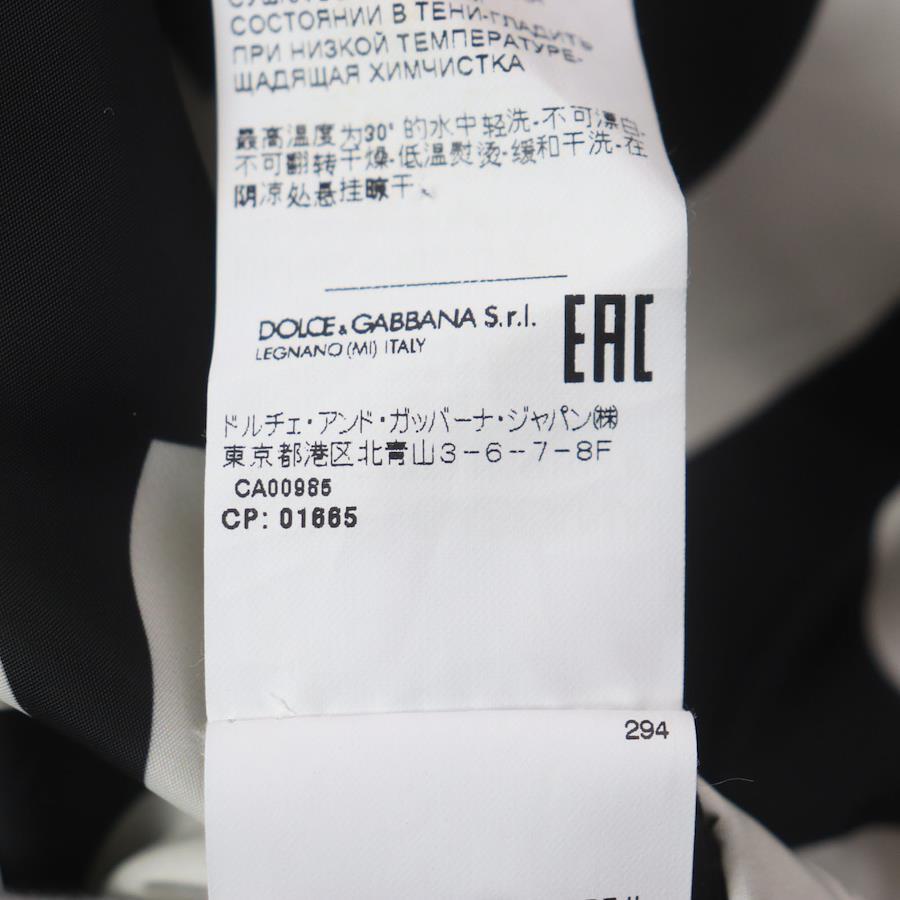 СОСТОЯНИИ В ТЕНИ-ГЛАДИТЬ
ПРИ НИЗКОЙ ТЕМПЕРАТУРЕ-
ЩАДЯЩАЯ ХИМЧИСТКА
最高温度为30°的水中轻洗-不可漂白-
不可翻转干燥-低温熨烫-缓和干洗-在
阴凉处悬挂曠干
DOLCE & GABBANA S.r.l.
LEGNANO (MI) ITALY
EAC
ドルチェ・アンド・ガッバーナ・ジャパン㈱
東京都港区北青山3-6-7-8F
CA00985
CP: 01665
294